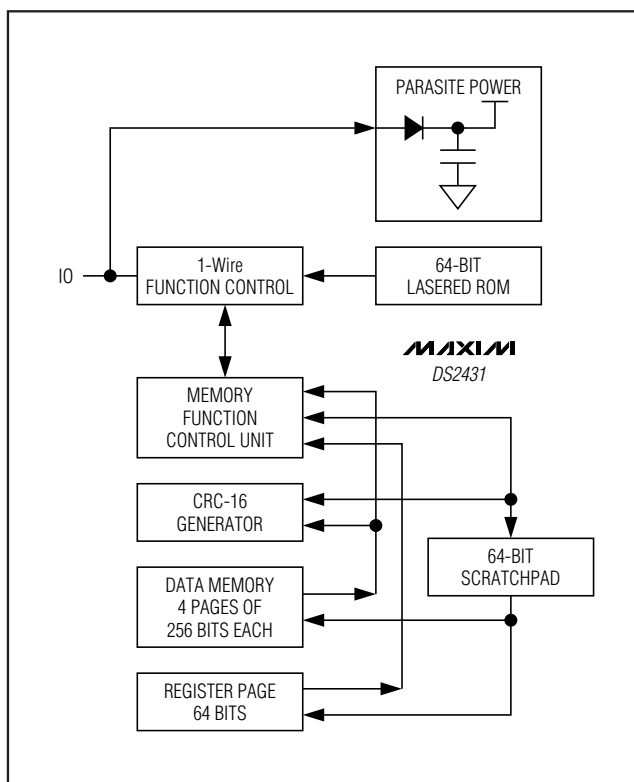 PARASITE POWER
IO
1-Wire
FUNCTION CONTROL
64-BIT
LASERED ROM
MAXIM
DS2431
MEMORY
FUNCTION
CONTROL UNIT
CRC-16
GENERATOR
64-BIT
SCRATCHPAD
DATA MEMORY
4 PAGES OF
256 BITS EACH
REGISTER PAGE
64 BITS